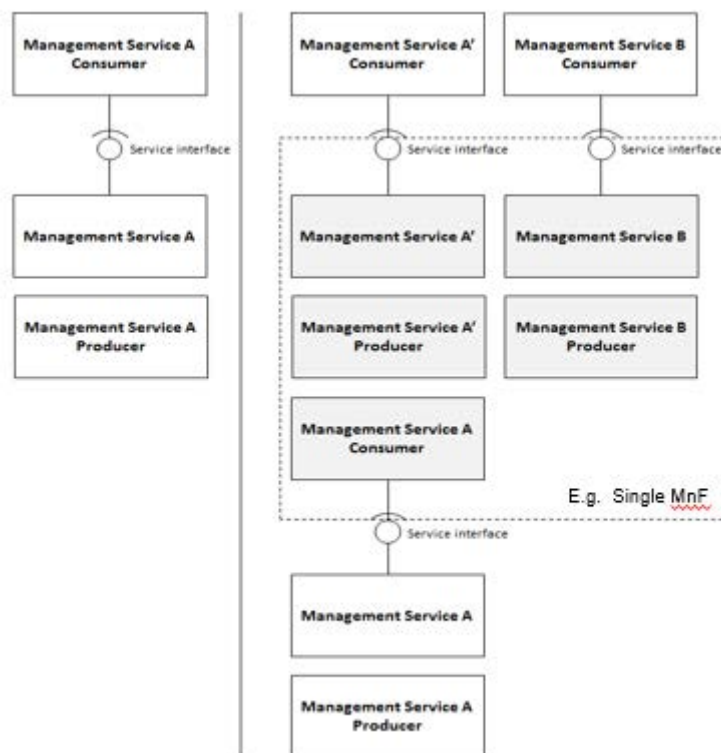 Management Service A
Consumer
Service interface
Management Service A
Management Service A
Producer
Management Service A'
Consumer
Management Service B
Consumer
Service interface
Service interface
Management Service A'
Management Service B
Management Service A'
Producer
Management Service B
Producer
Management Service A
Consumer
E.g. Single MnF
Service interface
Management Service A
Management Service A
Producer